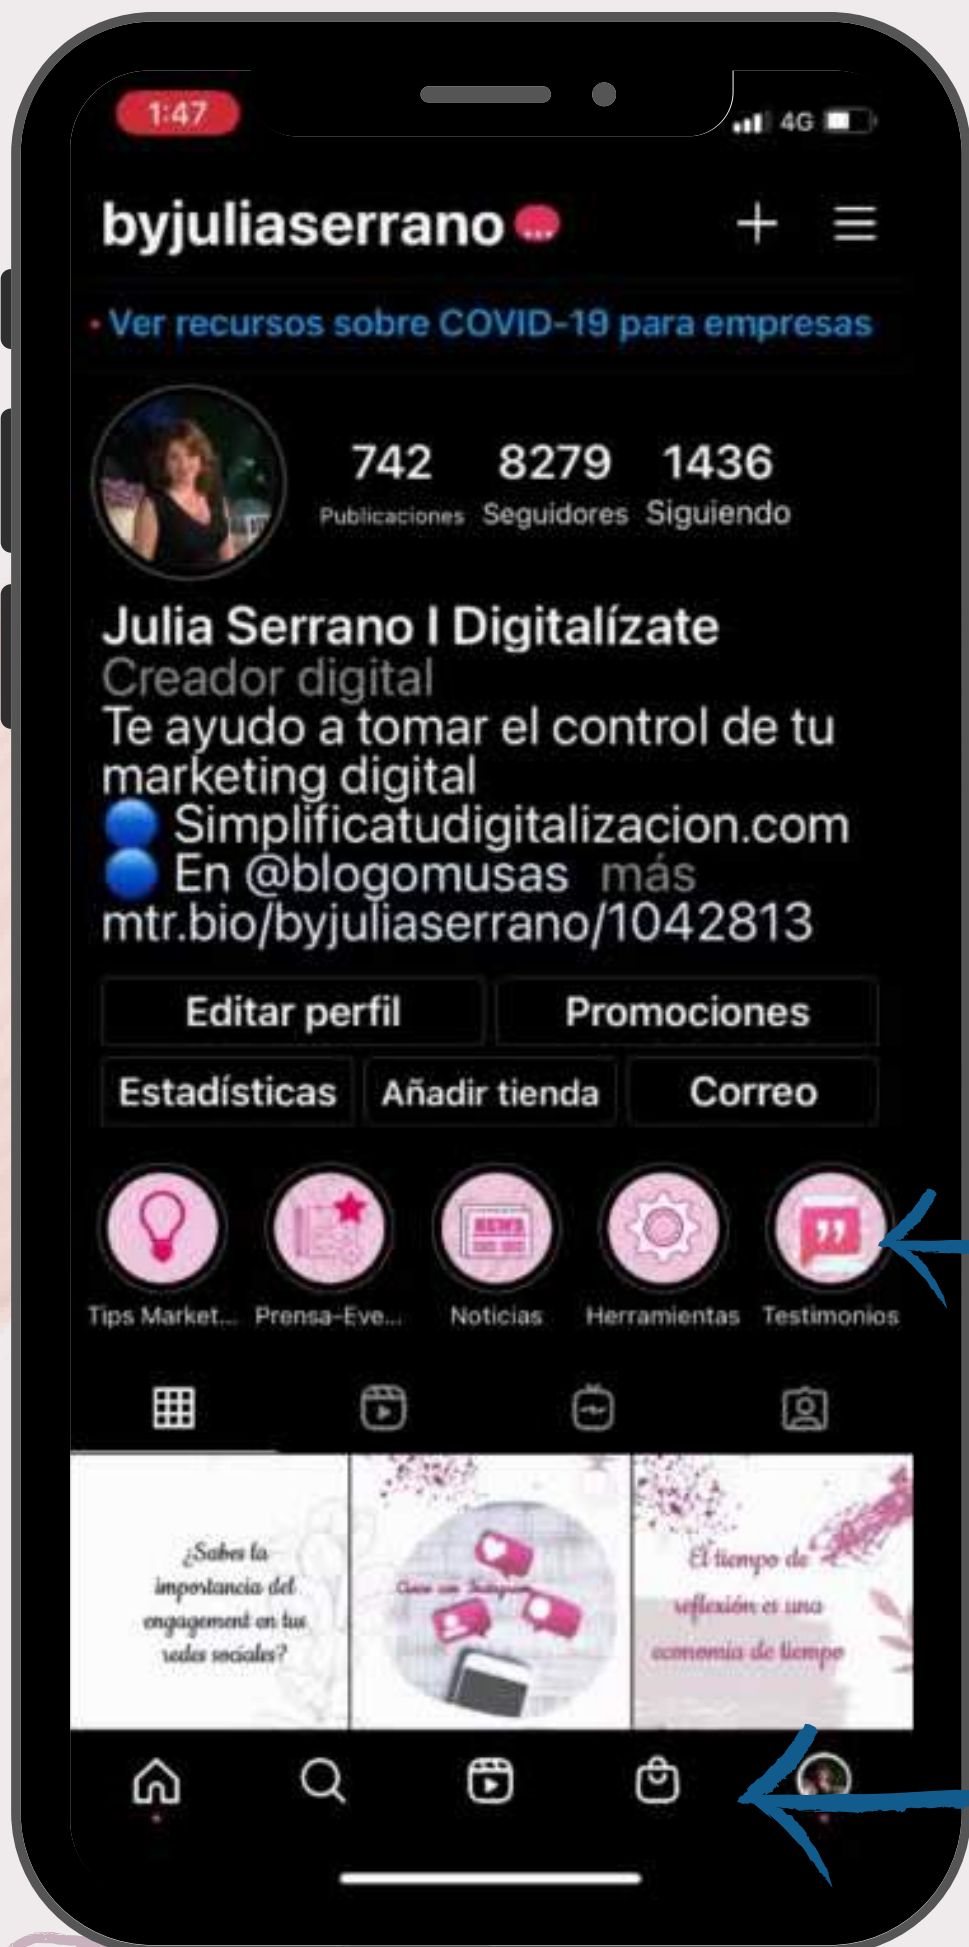 1:47
4G
byjuliaserrano
Ver recursos sobre COVID-19 para empresas
742 8279 1436
Publicaciones Seguidores Siguiendo
Julia Serrano I Digitalízate
Creador digital
Te ayudo a tomar el control de tu
marketing digital
🔵 Simplificatudigitalizacion.com
🔵 En @blogomusas más
mtr.bio/byjuliaserrano/1042813
Editar perfil Promociones
Estadísticas Añadir tienda Correo
NEWS
Tips Market... Prensa-Eve... Noticias Herramientas Testimonios
¿Sabes la
importancia del
engagement en tus
redes sociales?
Instagram
El tiempo de
reflexión es una
economía de tiempo